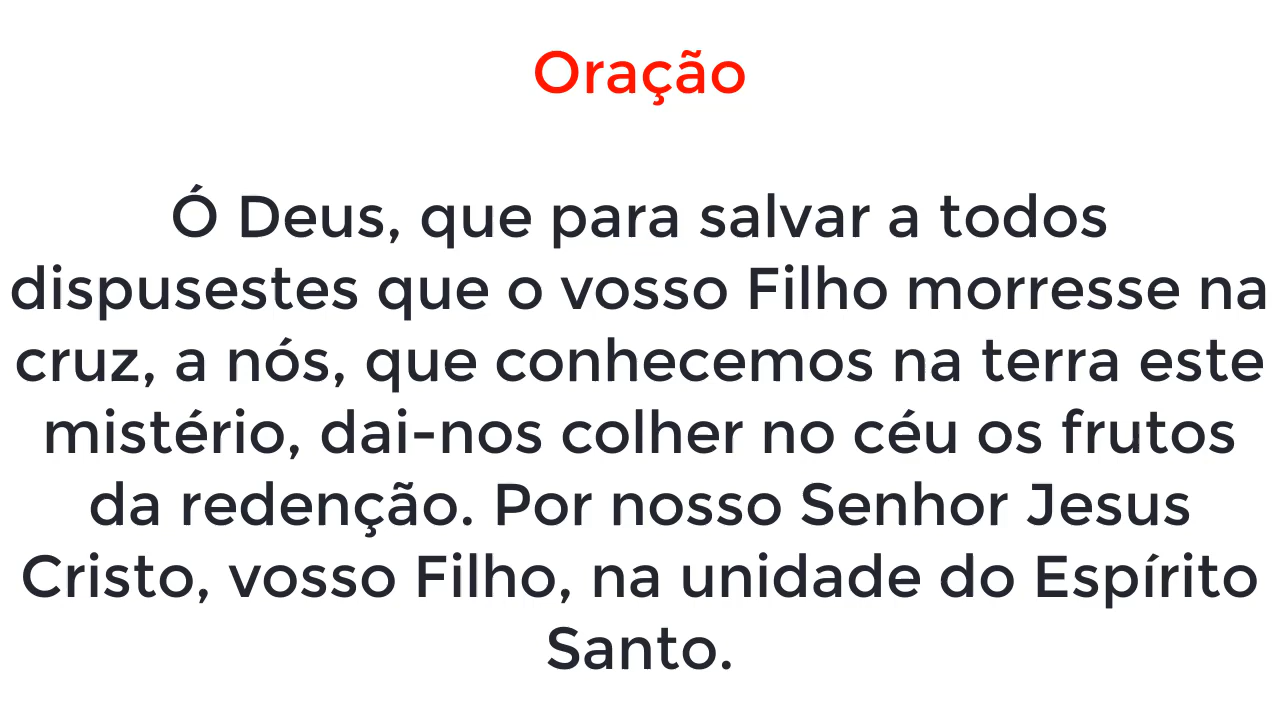 Oração
Ó Deus, que para salvar a todos
dispusestes que o vosso Filho morresse na
cruz, a nós, que conhecemos na terra este
mistério, dai-nos colher no céu os frutos
da redenção. Por nosso Senhor Jesus
Cristo, vosso Filho, na unidade do Espírito
Santo.